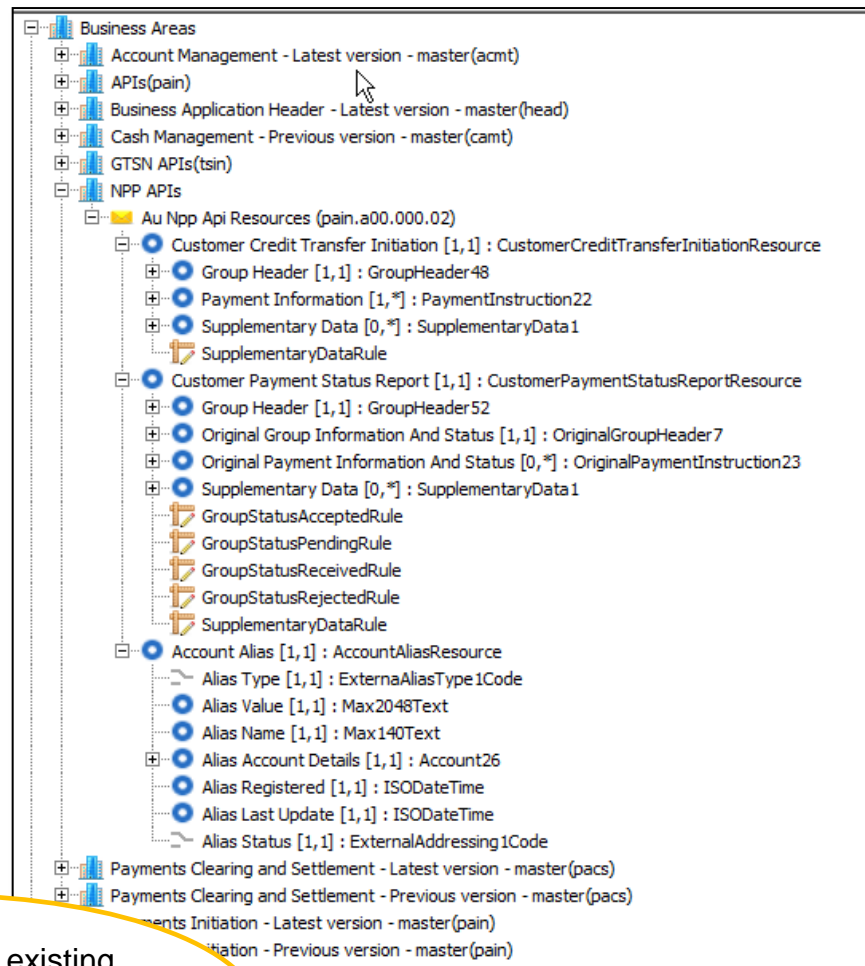 Business Areas
Account Management - Latest version - master(acmt)
APIs(pain)
Business Application Header - Latest version - master(head)
Cash Management - Previous version - master(camt)
GTSN APIs(tsin)
NPP APIs
Au Npp Api Resources (pain.a00.000.02)
Customer Credit Transfer Initiation [1,1] : CustomerCreditTransferInitiationResource
Group Header [1,1] : GroupHeader48
Payment Information [1,*] : PaymentInstruction22
Supplementary Data [0,*] : SupplementaryData1
SupplementaryDataRule
Customer Payment Status Report [1,1] : CustomerPaymentStatusReportResource
Group Header [1,1] : GroupHeader52
Original Group Information And Status [1,1] : OriginalGroupHeader7
Original Payment Information And Status [0,*] : OriginalPaymentInstruction23
Supplementary Data [0,*] : SupplementaryData1
GroupStatusAcceptedRule
GroupStatusPendingRule
GroupStatusReceivedRule
GroupStatusRejectedRule
SupplementaryDataRule
Account Alias [1,1] : AccountAliasResource
Alias Type [1,1] : ExternaAliasType1Code
Alias Value [1,1] : Max2048Text
Alias Name [1,1] : Max140Text
Alias Account Details [1,1] : Account26
Alias Registered [1,1] : ISODateTime
Alias Last Update [1,1] : ISODateTime
Alias Status [1,1] : ExternalAddressing1Code
Payments Clearing and Settlement - Latest version - master(pacs)
Payments Clearing and Settlement - Previous version - master(pacs)
Initiation - Latest version - master(pain)
- Previous version - master(pain)
existing